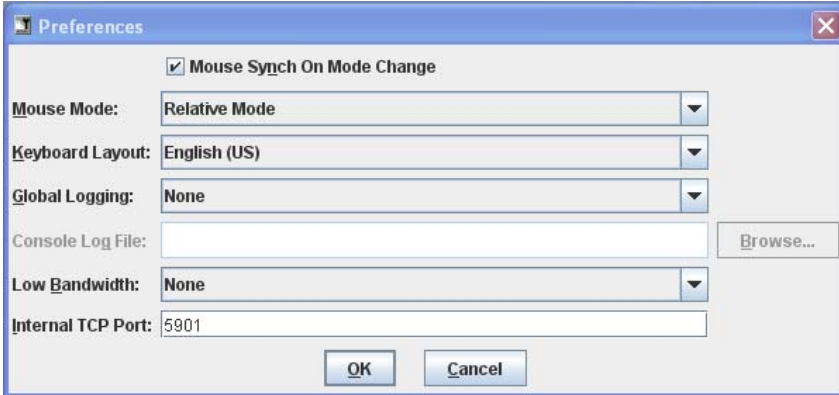 Preferences
Mouse Synch On Mode Change
Mouse Mode: Relative Mode
Keyboard Layout: English (US)
Global Logging: None
Console Log File: Browse...
Low Bandwidth: None
Internal TCP Port: 5901
OK Cancel